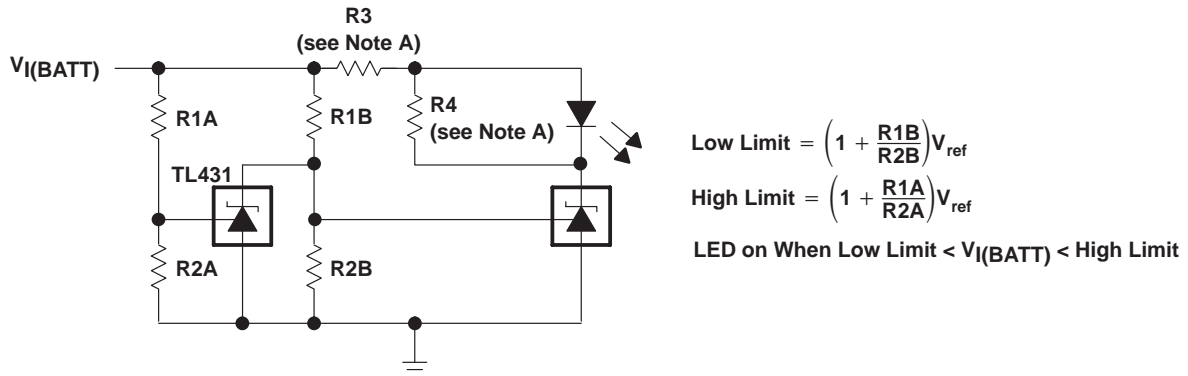 R3
(see Note A)
VI(BATT)
R1A
R1B
R4
(see Note A)
TL431
R2A
R2B
Low Limit = (1 + R1B/R2B)Vref
High Limit = (1 + R1A/R2A)Vref
LED on When Low Limit < VI(BATT) < High Limit